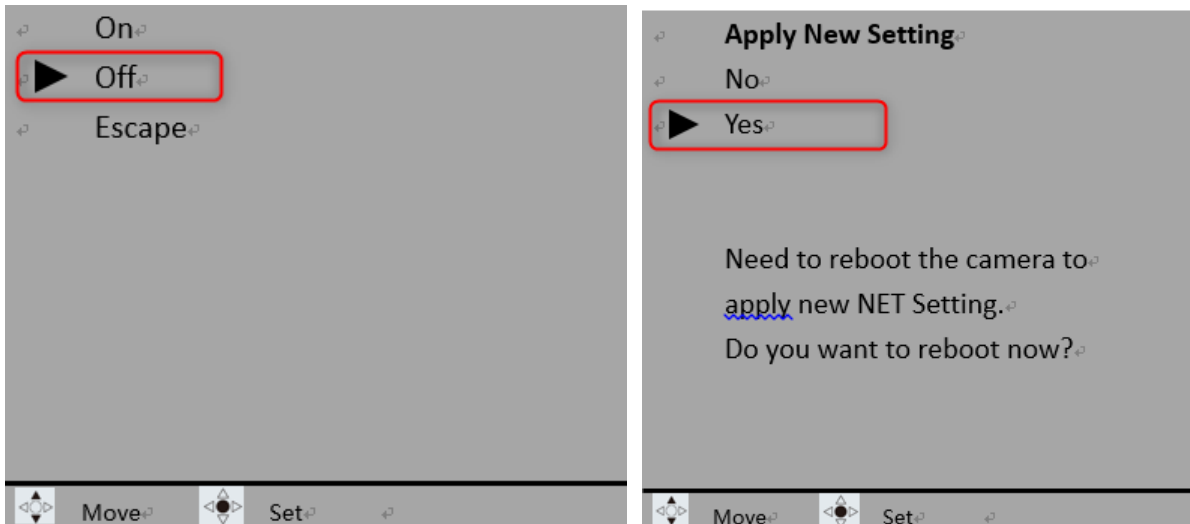 On
Off
Escape
Move Set
Apply New Setting
No
Yes
Need to reboot the camera to
apply new NET Setting.
Do you want to reboot now?
Move Set